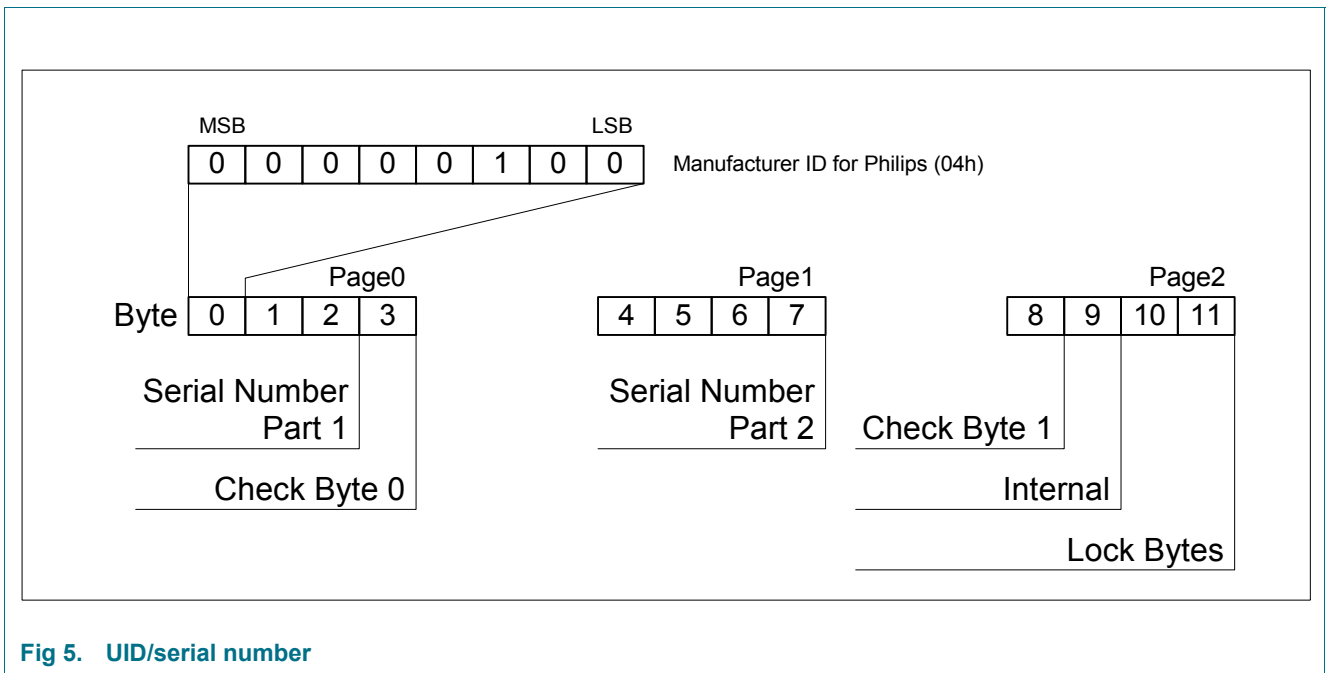 MSB LSB
0 0 0 0 0 1 0 0 Manufacturer ID for Philips (04h)
Page0 Page1 Page2
Byte 0 1 2 3 4 5 6 7 8 9 10 11
Serial Number
Part 1
Serial Number
Part 2
Check Byte 1
Check Byte 0
Internal
Lock Bytes
Fig 5. UID/serial number